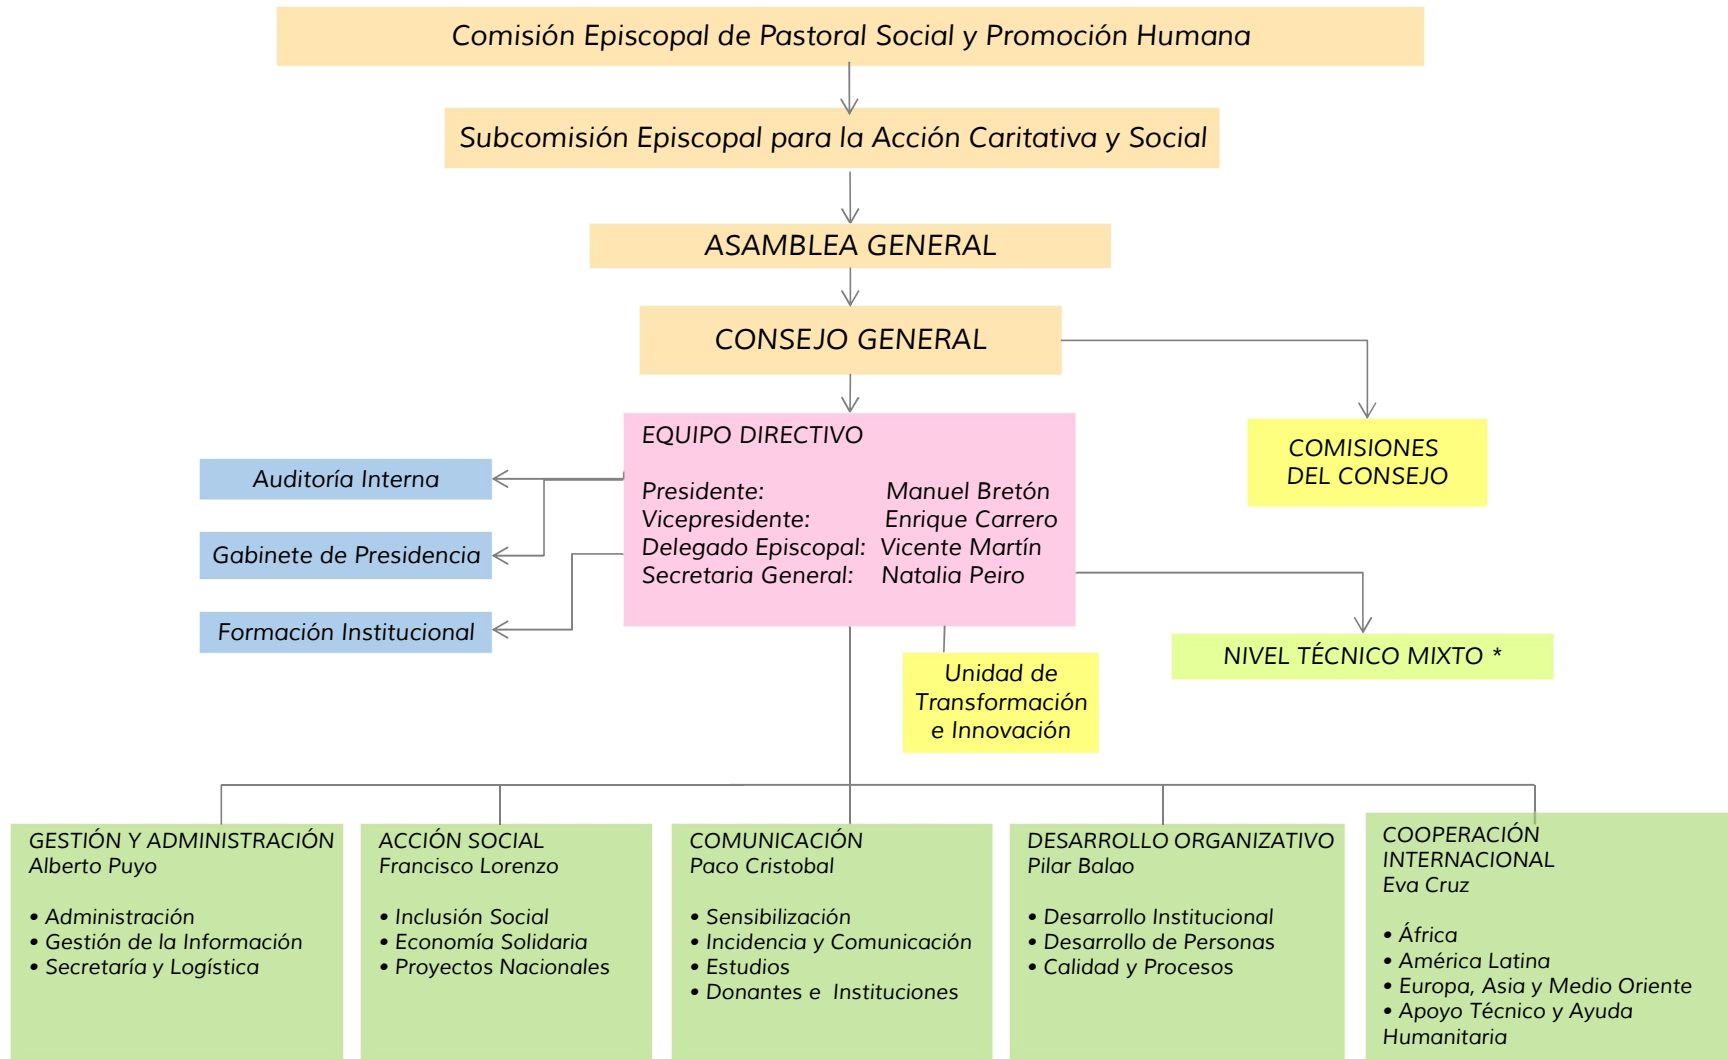 Comisión Episcopal de Pastoral Social y Promoción Humana
Subcomisión Episcopal para la Acción Caritativa y Social
ASAMBLEA GENERAL
CONSEJO GENERAL
COMISIONES
DEL CONSEJO
EQUIPO DIRECTIVO
Presidente: Manuel Bretón
Vicepresidente: Enrique Carrero
Delegado Episcopal: Vicente Martín
Secretaria General: Natalia Peiro
Auditoría Interna
Gabinete de Presidencia
Formación Institucional
NIVEL TÉCNICO MIXTO *
Unidad de
Transformación
e Innovación
GESTIÓN Y ADMINISTRACIÓN
Alberto Puyo
• Administración
• Gestión de la Información
• Secretaría y Logística
ACCIÓN SOCIAL
Francisco Lorenzo
• Inclusión Social
• Economía Solidaria
• Proyectos Nacionales
COMUNICACIÓN
Paco Cristobal
• Sensibilización
• Incidencia y Comunicación
• Estudios
• Donantes e Instituciones
DESARROLLO ORGANIZATIVO
Pilar Balao
• Desarrollo Institucional
• Desarrollo de Personas
• Calidad y Procesos
COOPERACIÓN
INTERNACIONAL
Eva Cruz
• África
• América Latina
• Europa, Asia y Medio Oriente
• Apoyo Técnico y Ayuda
Humanitaria